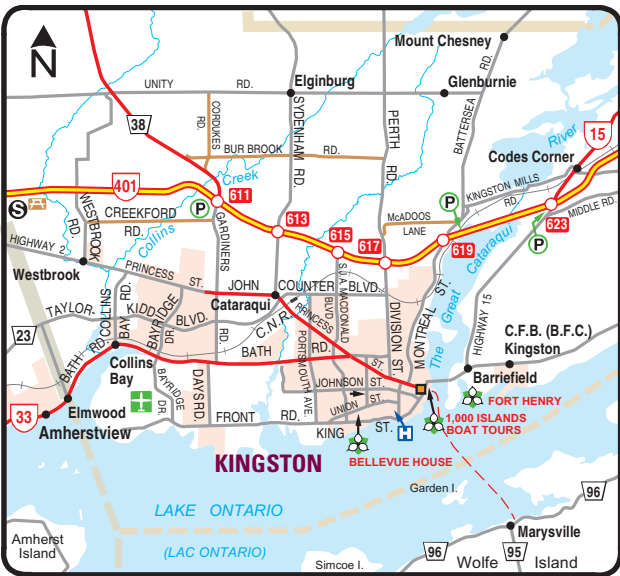 Mount Chesney
N
UNITY RD.
Elginburg
Glenburnie
38
CORDUKES RD.
SYDENHAM RD.
PERTH RD.
BATTERSEA RD.
River
15
BUR BROOK RD.
Codes Corner
401
Creek
KINGSTON MILLS RD.
611
P
P
S
WESTBROOK RD.
CREEKFORD RD.
Collins
GARDINERS RD.
613
McADOOS LANE
623
MIDDLE RD.
615
617
619
Cataraqui
P
HIGHWAY 2
Westbrook
PRINCESS ST.
JOHN COUNTER BLVD.
Cataraqui
SIR J.A. MACDONALD BLVD.
DIVISION ST.
MONTREAL ST.
The Great
HIGHWAY 15
TAYLOR-KIDD BLVD.
COLLINS BAY RD.
BAYRIDGE DR.
C.N.R.
PRINCESS ST.
23
BATH RD.
BATH RD.
C.F.B. (B.F.C.)
Kingston
Collins
Bay
PORTSMOUTH AVE.
JOHNSON ST.
Barriefield
BAYRIDGE DR.
DAYS RD.
UNION ST.
FORT HENRY
33
Elmwood
Amherstview
FRONT RD.
KING ST.
H
1,000 ISLANDS
BOAT TOURS
KINGSTON
BELLEVUE HOUSE
Garden I.
96
LAKE ONTARIO
Marysville
Amherst
Island
(LAC ONTARIO)
Simcoe I.
96
Wolfe
95
Island